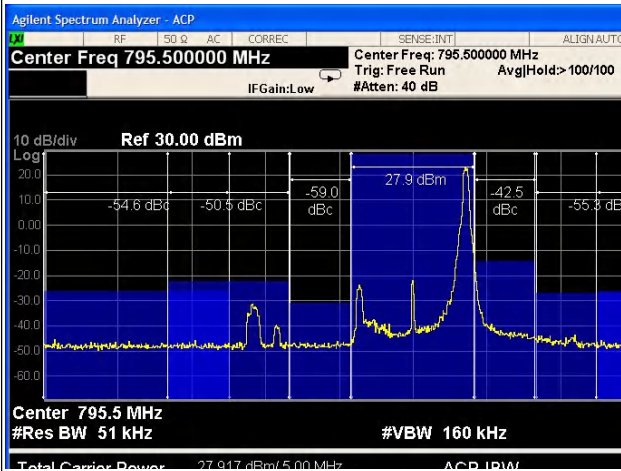 Agilent Spectrum Analyzer - ACP
LXI RF 50 Ω AC CORREC SENSE:INT ALIGN AUTO
Center Freq 795.500000 MHz
Center Freq: 795.500000 MHz
Trig: Free Run Avg|Hold:> 100/100
IFGain:Low #Atten: 40 dB
10 dB/div Ref 30.00 dBm
Log
20.0
10.0
0.00
-10.0
-20.0
-30.0
-40.0
-50.0
-60.0
-54.6 dBc -50.5 dBc -59.0 dBc 27.9 dBm -42.5 dBc -55.3 dB
Center 795.5 MHz
#Res BW 51 kHz #VBW 160 kHz
Total Carrier Power 27.917 dBm/ 5.00 MHz ACP-IBW